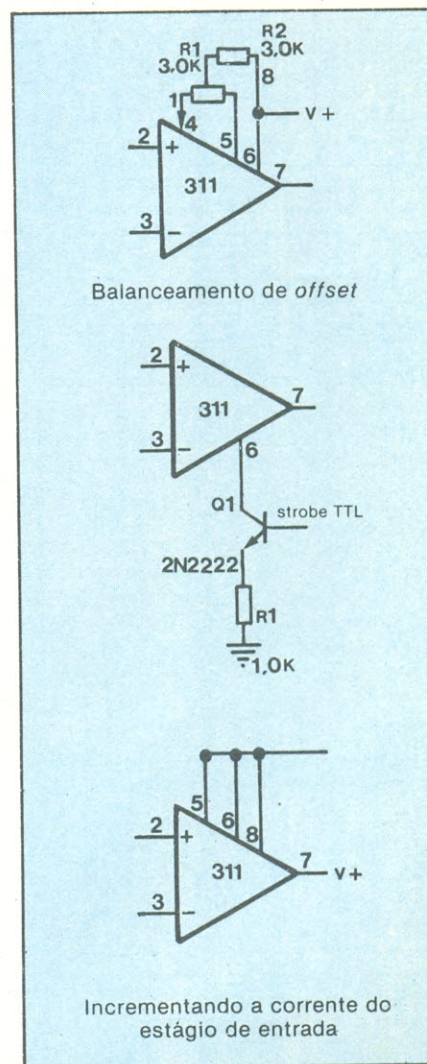 R1
3,0K
R2
3,0K
8
1
4
V+
2
+
5
6
7
311
3
−
Balanceamento de offset
2
+
7
311
3
−
6
Q1
strobe TTL
2N2222
R1
1,0K
5
6
8
2
+
7
V+
311
3
−
Incrementando a corrente do
estágio de entrada